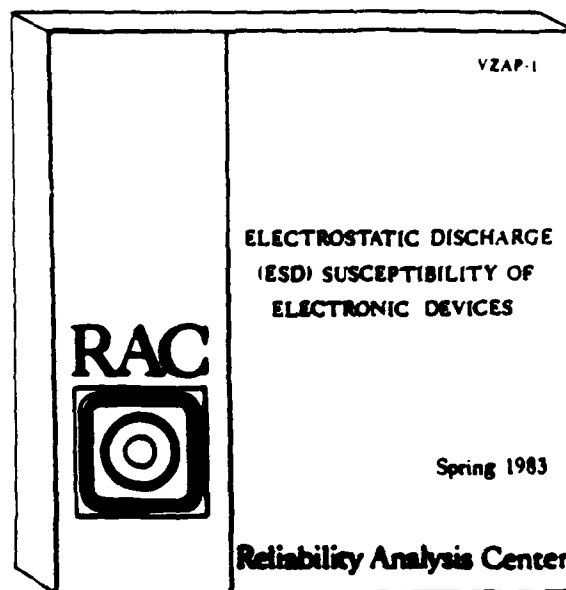 VZAP-1
ELECTROSTATIC DISCHARGE
(ESD) SUSCEPTIBILITY OF
ELECTRONIC DEVICES
RAC
Spring 1983
Reliability Analysis Center